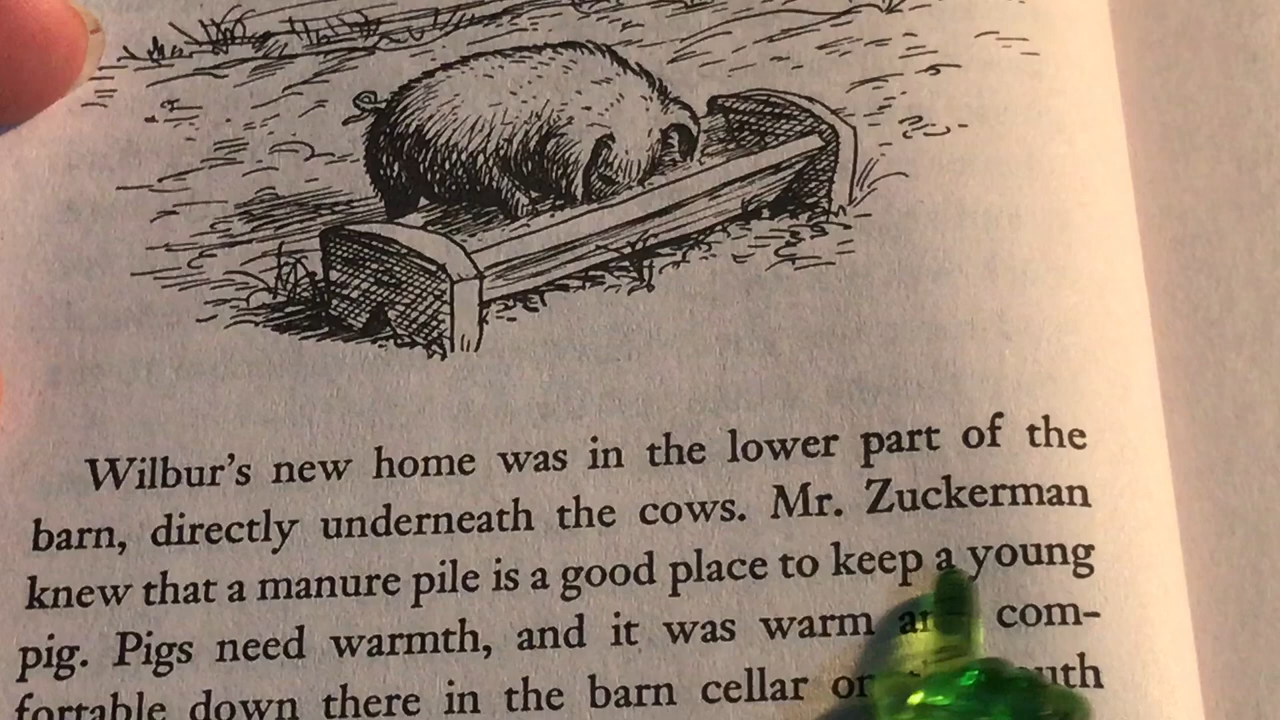 Wilbur's new home was in the lower part of the
barn, directly underneath the cows. Mr. Zuckerman
knew that a manure pile is a good place to keep a young
pig. Pigs need warmth, and it was warm com-
fortable down there in the barn cellar